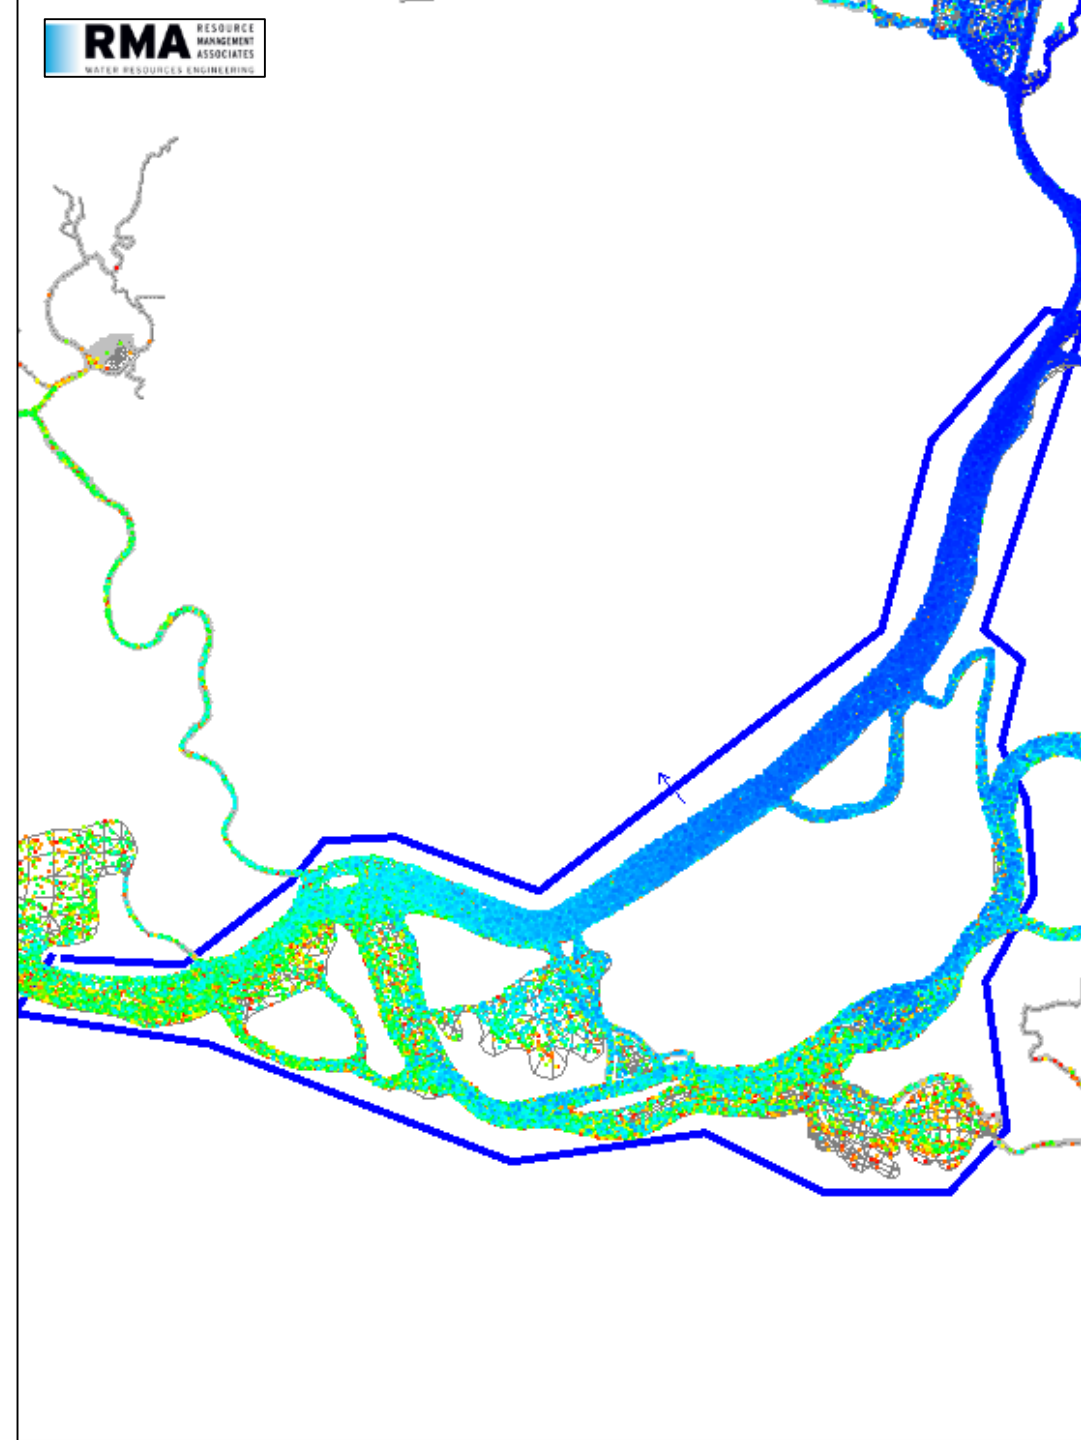 RMA
RESOURCE
MANAGEMENT
ASSOCIATES
WATER RESOURCES ENGINEERING